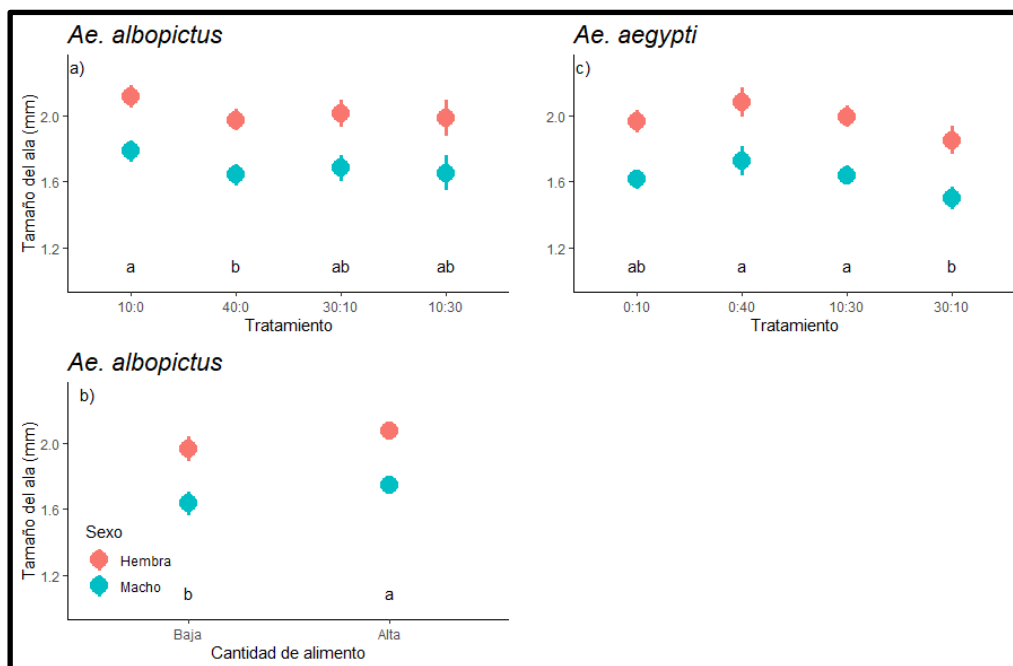 Ae. albopictus
a)
Tamaño del ala (mm)
2.0
1.6
1.2
a b ab ab
10:0 40:0 30:10 10:30
Tratamiento
Ae. aegypti
c)
2.0
1.6
1.2
ab a a b
0:10 0:40 10:30 30:10
Tratamiento
Ae. albopictus
b)
Tamaño del ala (mm)
2.0
1.6
1.2
Sexo
Hembra
Macho
b a
Baja Alta
Cantidad de alimento